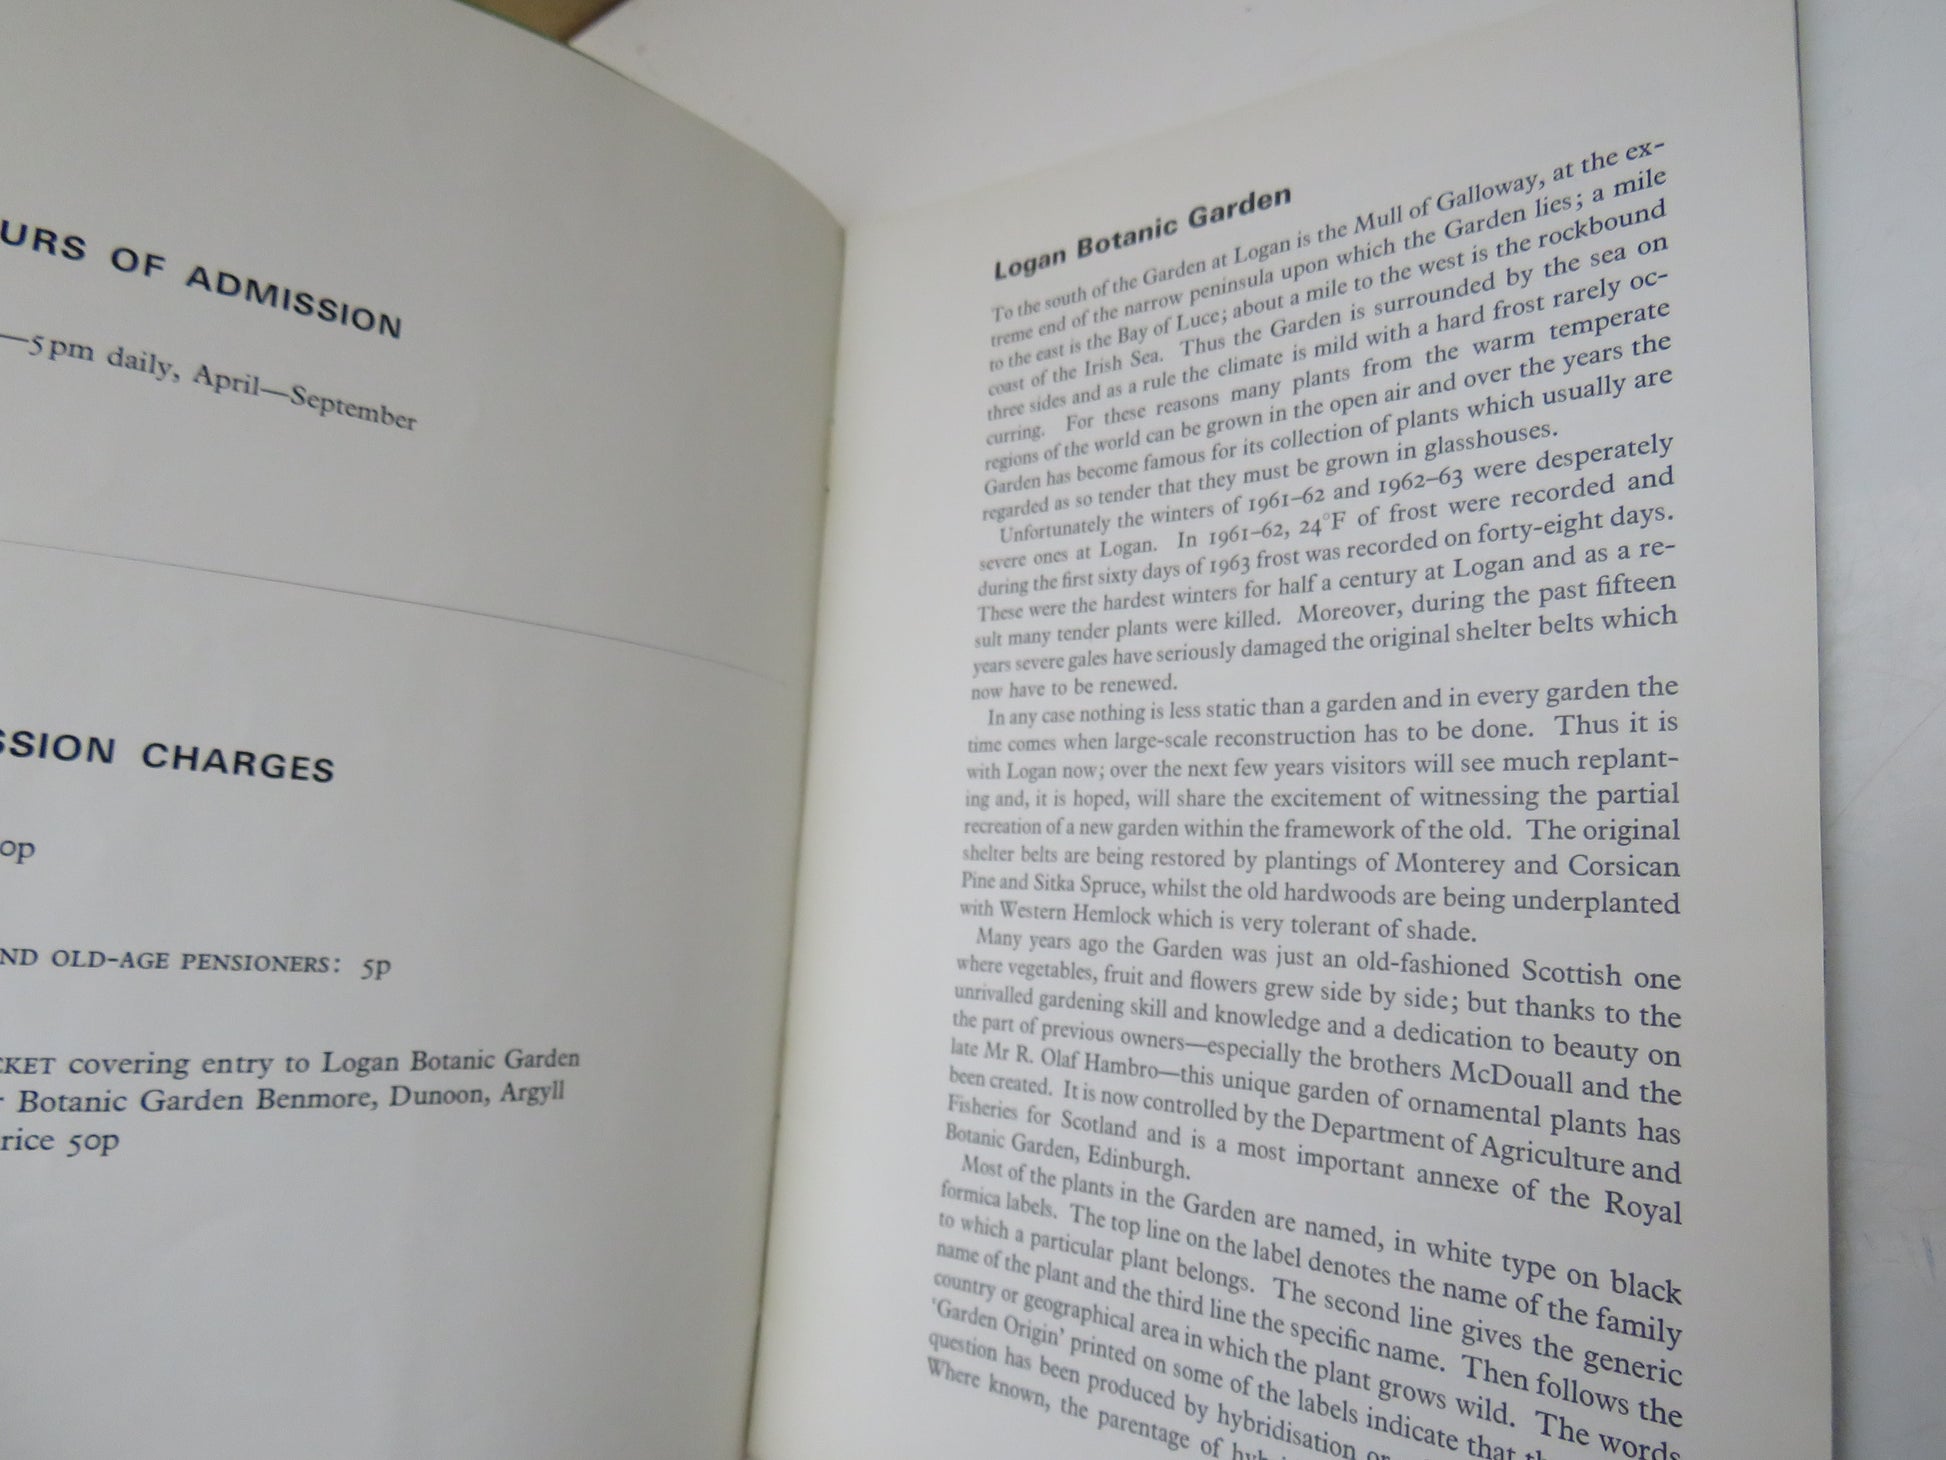 URS OF ADMISSION
—5pm daily, April—September
SSION CHARGES
0p
ND OLD-AGE PENSIONERS: 5p
KET covering entry to Logan Botanic Garden
Botanic Garden Benmore, Dunoon, Argyll
rice 50p
Logan Botanic Garden
To the south of the Garden at Logan is the Mull of Galloway, at the ex-
treme end of the narrow peninsula upon which the Garden lies; a mile
to the east is the Bay of Luce; about a mile to the west is the rockbound
coast of the Irish Sea. Thus the Garden is surrounded by the sea on
three sides and as a rule the climate is mild with a hard frost rarely oc-
curring. For these reasons many plants from the warm temperate
regions of the world can be grown in the open air and over the years the
Garden has become famous for its collection of plants which usually are
regarded as so tender that they must be grown in glasshouses.
Unfortunately the winters of 1961–62 and 1962–63 were desperately
severe ones at Logan. In 1961–62, 24°F of frost were recorded and
during the first sixty days of 1963 frost was recorded on forty-eight days.
These were the hardest winters for half a century at Logan and as a re-
sult many tender plants were killed. Moreover, during the past fifteen
years severe gales have seriously damaged the original shelter belts which
now have to be renewed.
In any case nothing is less static than a garden and in every garden the
time comes when large-scale reconstruction has to be done. Thus it is
with Logan now; over the next few years visitors will see much replant-
ing and, it is hoped, will share the excitement of witnessing the partial
recreation of a new garden within the framework of the old. The original
shelter belts are being restored by plantings of Monterey and Corsican
Pine and Sitka Spruce, whilst the old hardwoods are being underplanted
with Western Hemlock which is very tolerant of shade.
Many years ago the Garden was just an old-fashioned Scottish one
where vegetables, fruit and flowers grew side by side; but thanks to the
unrivalled gardening skill and knowledge and a dedication to beauty on
the part of previous owners—especially the brothers McDouall and the
late Mr R. Olaf Hambro—this unique garden of ornamental plants has
been created. It is now controlled by the Department of Agriculture and
Fisheries for Scotland and is a most important annexe of the Royal
Botanic Garden, Edinburgh.
Most of the plants in the Garden are named, in white type on black
formica labels. The top line on the label denotes the name of the family
to which a particular plant belongs. The second line gives the generic
name of the plant and the third line the specific name. Then follows the
country or geographical area in which the plant grows wild. The words
'Garden Origin' printed on some of the labels indicate that
question has been produced by hybridisation
Where known, the parentage of